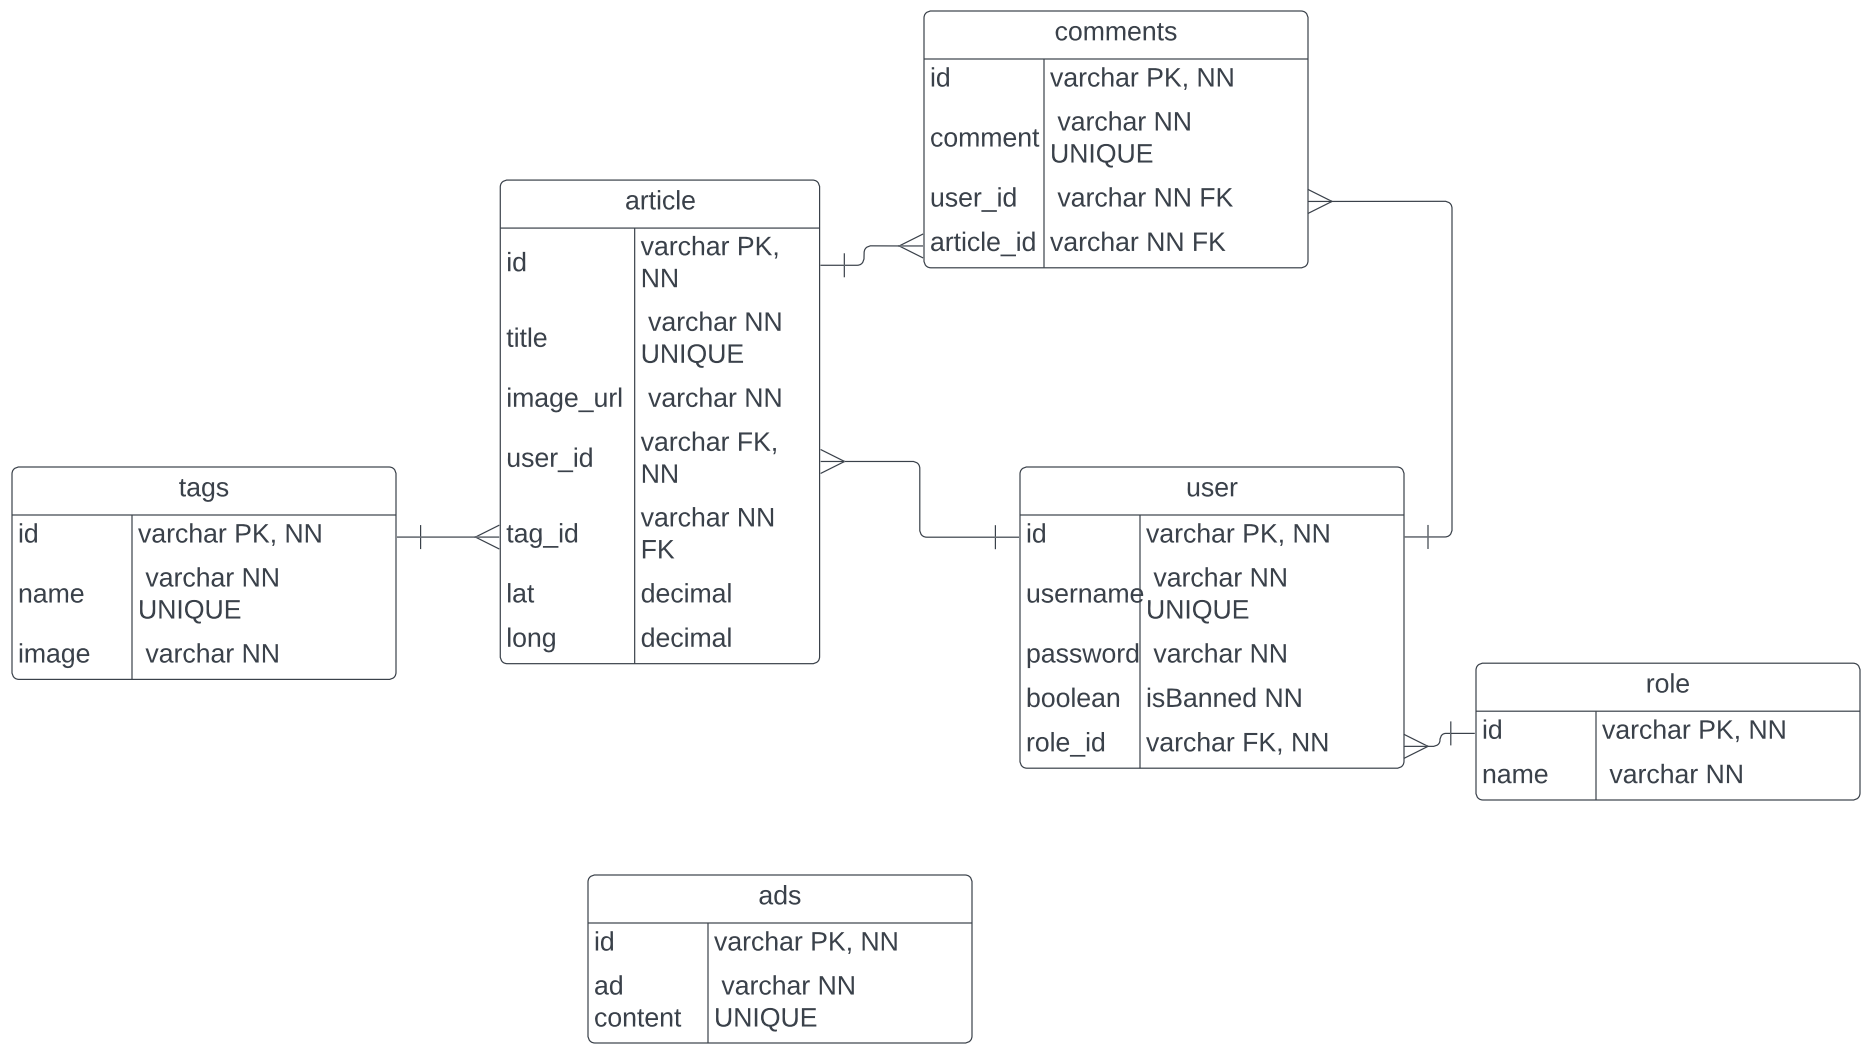 comments
id varchar PK, NN
comment varchar NN
UNIQUE
user_id varchar NN FK
article_id varchar NN FK
article
id varchar PK,
NN
title varchar NN
UNIQUE
image_url varchar NN
user_id varchar FK,
NN
tag_id varchar NN
FK
lat decimal
long decimal
tags
id varchar PK, NN
name varchar NN
UNIQUE
image varchar NN
user
id varchar PK, NN
username varchar NN
UNIQUE
password varchar NN
boolean isBanned NN
role_id varchar FK, NN
role
id varchar PK, NN
name varchar NN
ads
id varchar PK, NN
ad varchar NN
content UNIQUE